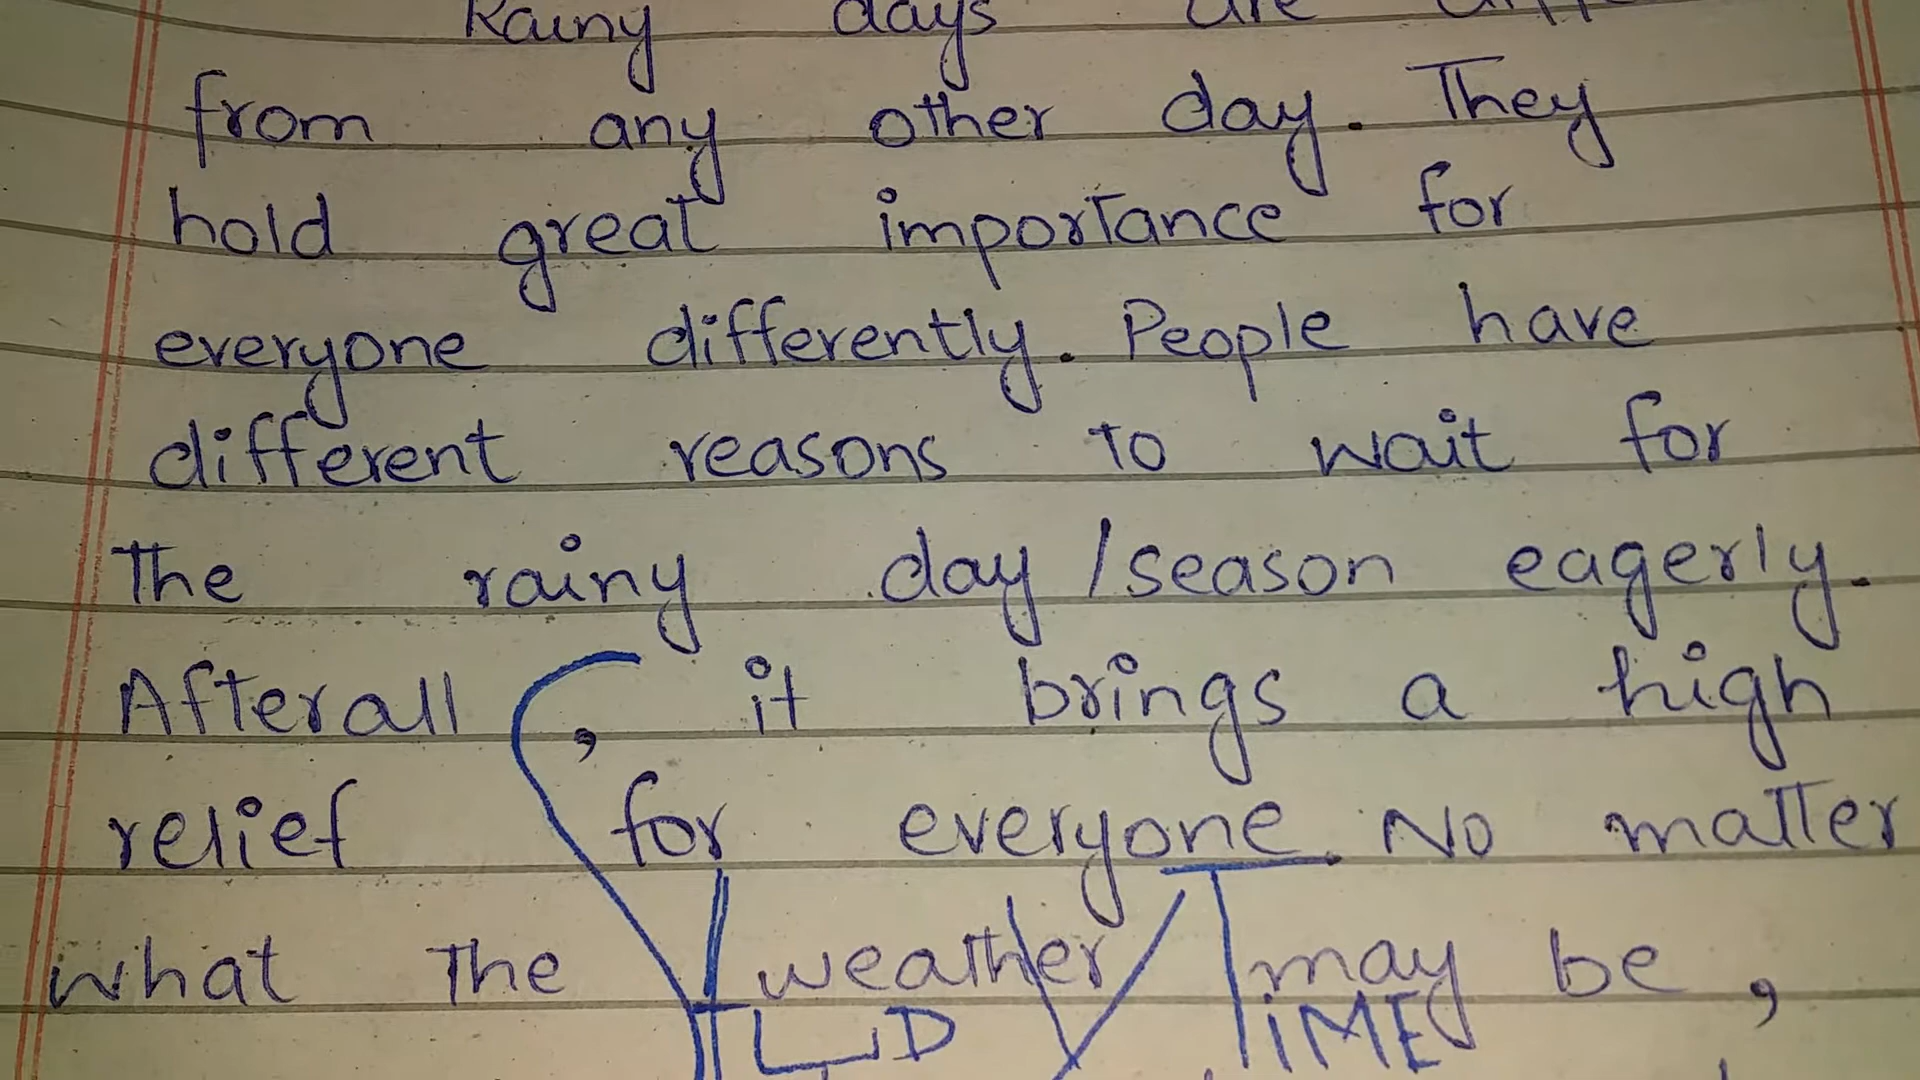 Rainy days are
from any other day. They
hold great importance for
everyone differently. People have
different reasons to wait for
The rainy day/season eagerly.
Afterall, it brings a high
relief for everyone. No matter
what the weather may be,
TIME